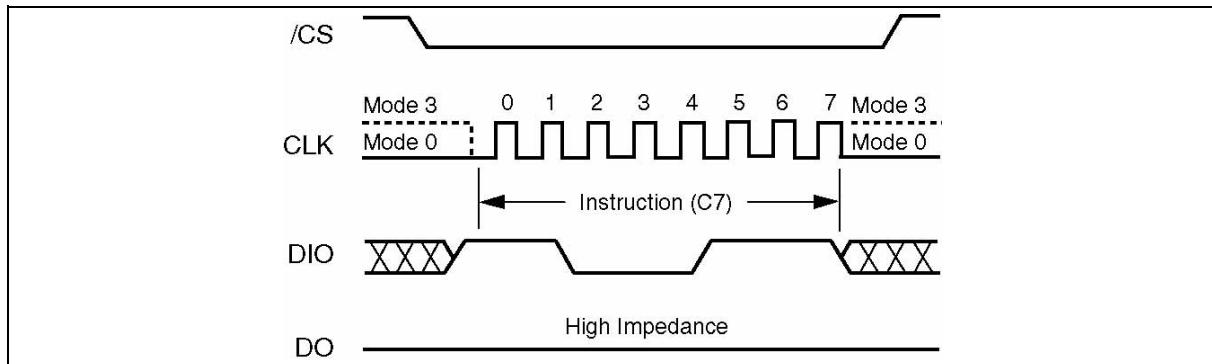 /CS
0 1 2 3 4 5 6 7
Mode 3 Mode 3
CLK Mode 0 Mode 0
Instruction (C7)
DIO
High Impedance
DO